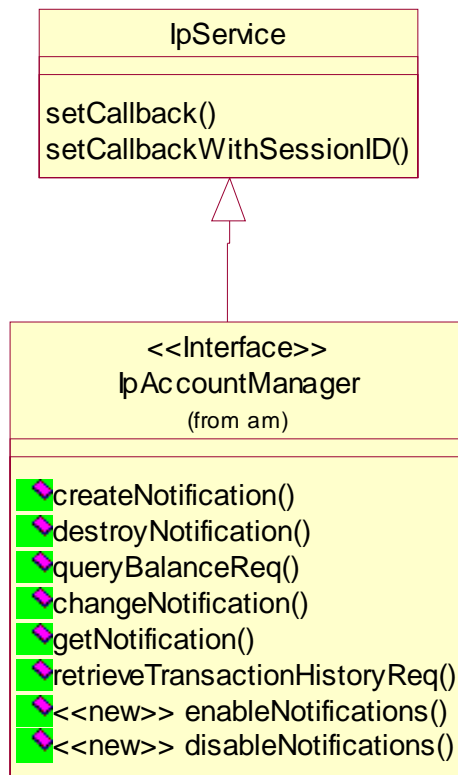 IpService
setCallback()
setCallbackWithSessionID()
<<Interface>>
IpAccountManager
(from am)
createNotification()
destroyNotification()
queryBalanceReq()
changeNotification()
getNotification()
retrieveTransactionHistoryReq()
<<new>> enableNotifications()
<<new>> disableNotifications()